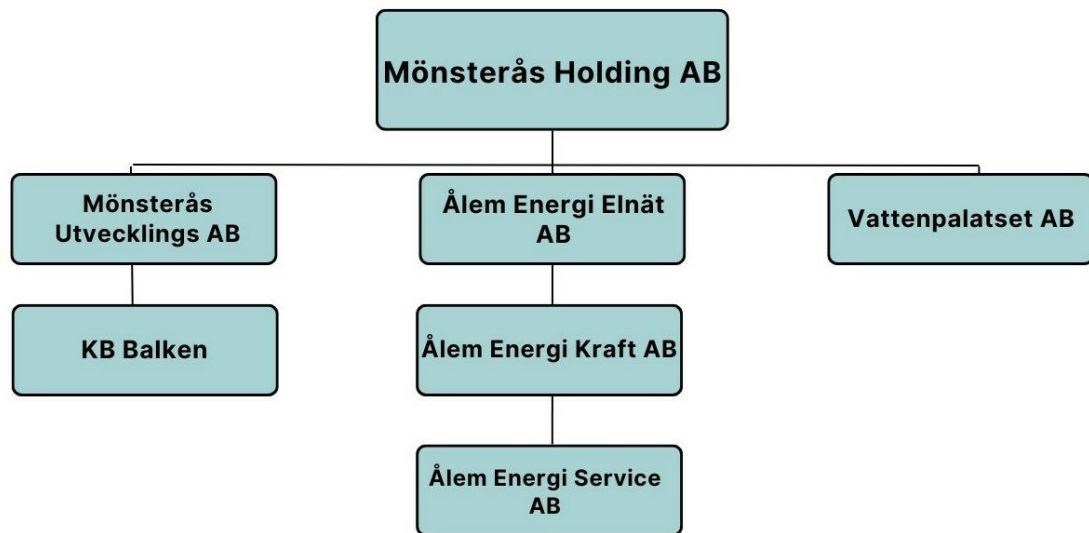 Mönsterås Holding AB
Mönsterås
Utvecklings AB
Ålem Energi Elnät
AB
Vattenpalatset AB
KB Balken
Ålem Energi Kraft AB
Ålem Energi Service
AB